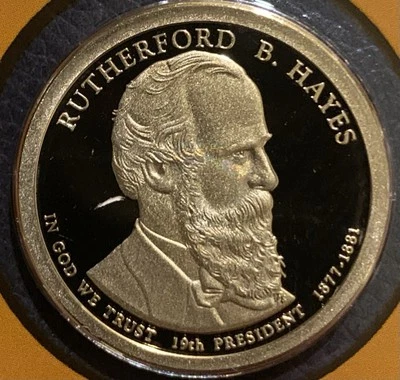 RUTHERFORD B. HAYES
IN GOD WE TRUST 19th PRESIDENT 1877-1881